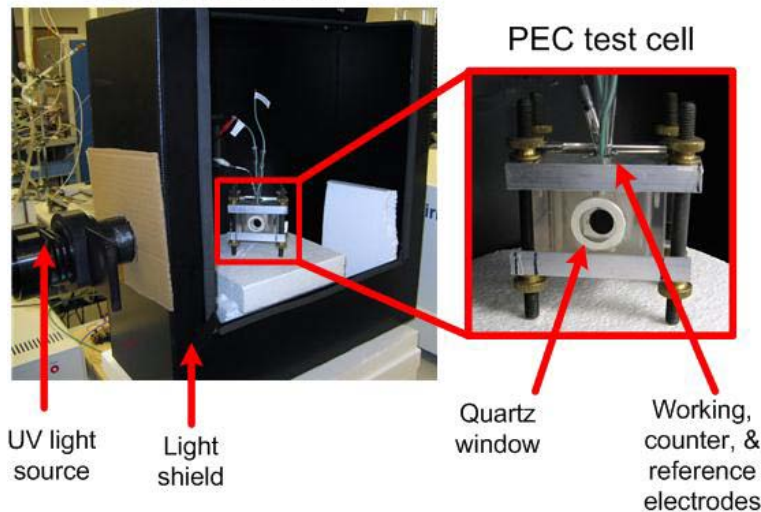 PEC test cell
UV light
source
Light
shield
Quartz
window
Working,
counter, &
reference
electrodes